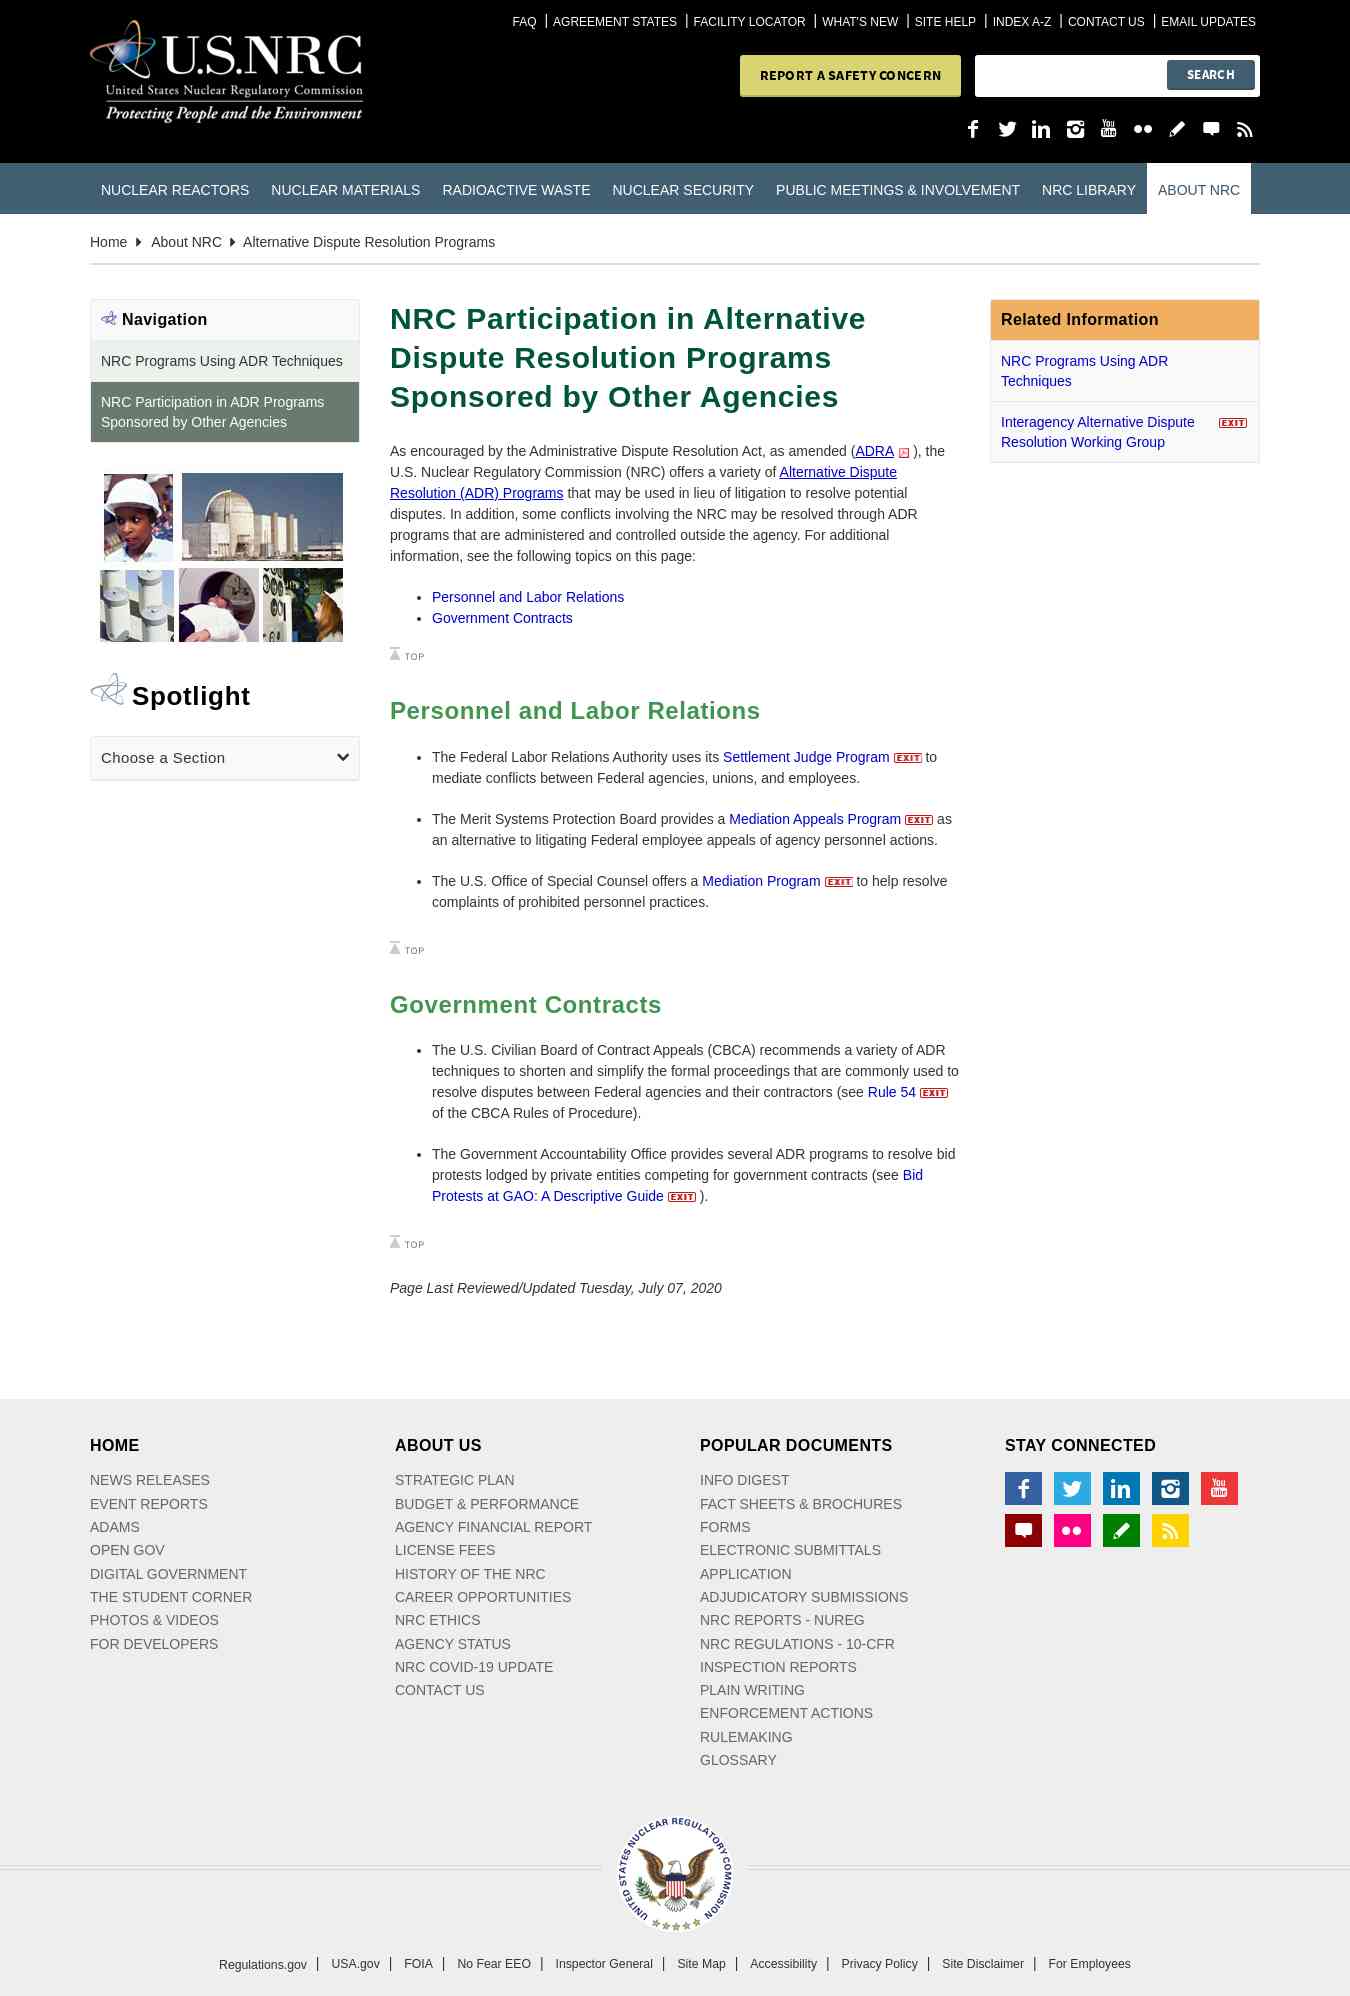 FAQ | AGREEMENT STATES | FACILITY LOCATOR | WHAT'S NEW | SITE HELP | INDEX A-Z | CONTACT US | EMAIL UPDATES
U.S.NRC
United States Nuclear Regulatory Commission
Protecting People and the Environment
REPORT A SAFETY CONCERN
SEARCH
NUCLEAR REACTORS NUCLEAR MATERIALS RADIOACTIVE WASTE NUCLEAR SECURITY PUBLIC MEETINGS & INVOLVEMENT NRC LIBRARY ABOUT NRC
Home About NRC Alternative Dispute Resolution Programs
Navigation
NRC Programs Using ADR Techniques
NRC Participation in ADR Programs
Sponsored by Other Agencies
Spotlight
Choose a Section
NRC Participation in Alternative
Dispute Resolution Programs
Sponsored by Other Agencies
As encouraged by the Administrative Dispute Resolution Act, as amended (ADRA ), the
U.S. Nuclear Regulatory Commission (NRC) offers a variety of Alternative Dispute
Resolution (ADR) Programs that may be used in lieu of litigation to resolve potential
disputes. In addition, some conflicts involving the NRC may be resolved through ADR
programs that are administered and controlled outside the agency. For additional
information, see the following topics on this page:
• Personnel and Labor Relations
• Government Contracts
TOP
Personnel and Labor Relations
• The Federal Labor Relations Authority uses its Settlement Judge Program EXIT to
mediate conflicts between Federal agencies, unions, and employees.
• The Merit Systems Protection Board provides a Mediation Appeals Program EXIT as
an alternative to litigating Federal employee appeals of agency personnel actions.
• The U.S. Office of Special Counsel offers a Mediation Program EXIT to help resolve
complaints of prohibited personnel practices.
TOP
Government Contracts
• The U.S. Civilian Board of Contract Appeals (CBCA) recommends a variety of ADR
techniques to shorten and simplify the formal proceedings that are commonly used to
resolve disputes between Federal agencies and their contractors (see Rule 54 EXIT
of the CBCA Rules of Procedure).
• The Government Accountability Office provides several ADR programs to resolve bid
protests lodged by private entities competing for government contracts (see Bid
Protests at GAO: A Descriptive Guide EXIT ).
TOP
Page Last Reviewed/Updated Tuesday, July 07, 2020
Related Information
NRC Programs Using ADR
Techniques
Interagency Alternative Dispute EXIT
Resolution Working Group
HOME
NEWS RELEASES
EVENT REPORTS
ADAMS
OPEN GOV
DIGITAL GOVERNMENT
THE STUDENT CORNER
PHOTOS & VIDEOS
FOR DEVELOPERS
ABOUT US
STRATEGIC PLAN
BUDGET & PERFORMANCE
AGENCY FINANCIAL REPORT
LICENSE FEES
HISTORY OF THE NRC
CAREER OPPORTUNITIES
NRC ETHICS
AGENCY STATUS
NRC COVID-19 UPDATE
CONTACT US
POPULAR DOCUMENTS
INFO DIGEST
FACT SHEETS & BROCHURES
FORMS
ELECTRONIC SUBMITTALS
APPLICATION
ADJUDICATORY SUBMISSIONS
NRC REPORTS - NUREG
NRC REGULATIONS - 10-CFR
INSPECTION REPORTS
PLAIN WRITING
ENFORCEMENT ACTIONS
RULEMAKING
GLOSSARY
STAY CONNECTED
You
Tube
UNITED STATES NUCLEAR REGULATORY COMMISSION
Regulations.gov | USA.gov | FOIA | No Fear EEO | Inspector General | Site Map | Accessibility | Privacy Policy | Site Disclaimer | For Employees